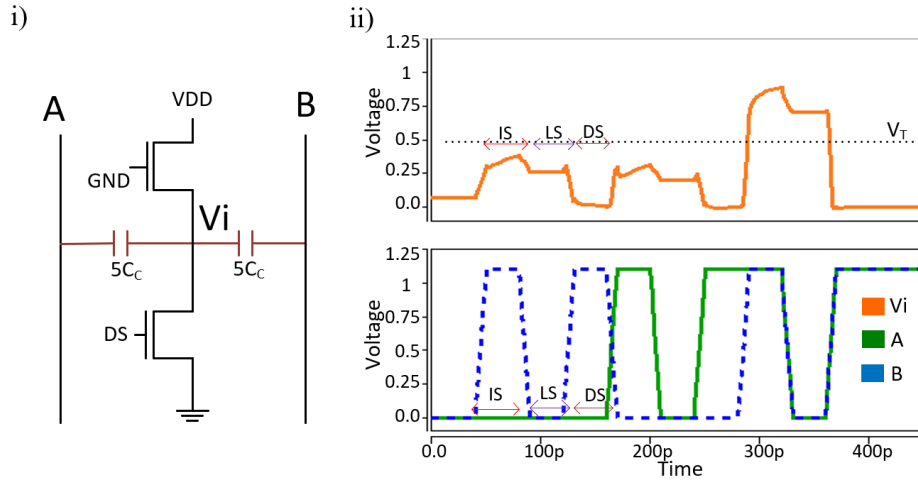 i)
A
VDD
B
GND
Vi
5CC
5CC
DS
ii)
1.25
1
0.75
0.5
0.25
0.0
Voltage
IS
LS
DS
VT
1.25
1
0.75
0.5
0.25
0.0
Voltage
IS
LS
DS
Vi
A
B
0.0
100p
200p
300p
400p
Time